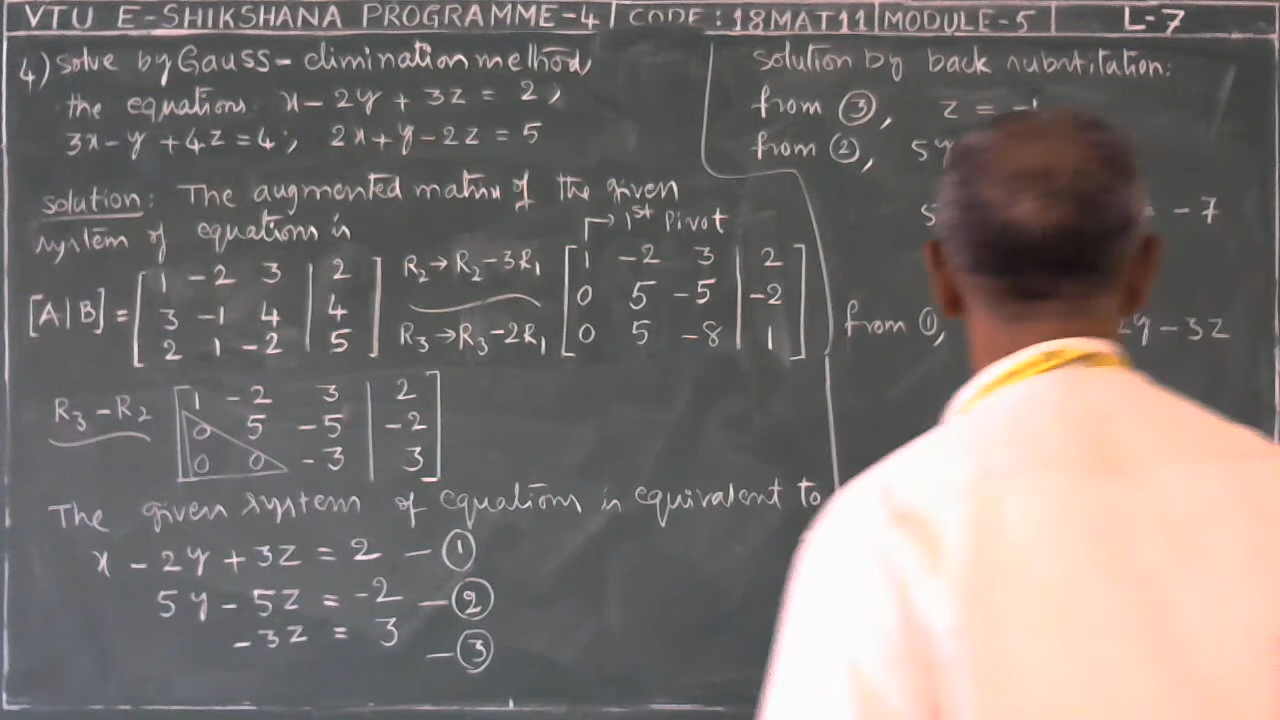 VTU E-SHIKSHANA PROGRAMME-4 | CODE: 18MAT11 | MODULE-5 | L-7
4) solve by Gauss-elimination method
the equations x - 2y + 3z = 2,
3x - y + 4z = 4; 2x + y - 2z = 5
solution: The augmented matrix of the given
system of equations is
1st Pivot
[A|B] = [1 -2 3 | 2
3 -1 4 | 4
2 1 -2 | 5]
R2→R2-3R1
R3→R3-2R1
[1 -2 3 | 2
0 5 -5 | -2
0 5 -8 | 1]
R3-R2
[1 -2 3 | 2
0 5 -5 | -2
0 0 -3 | 3]
The given system of equations is equivalent to
x - 2y + 3z = 2 - ①
5y - 5z = -2 - ②
-3z = 3 - ③
solution by back substitution:
from ③, z = -1
from ②, 5y
5 = -7
from ①, 2y - 3z